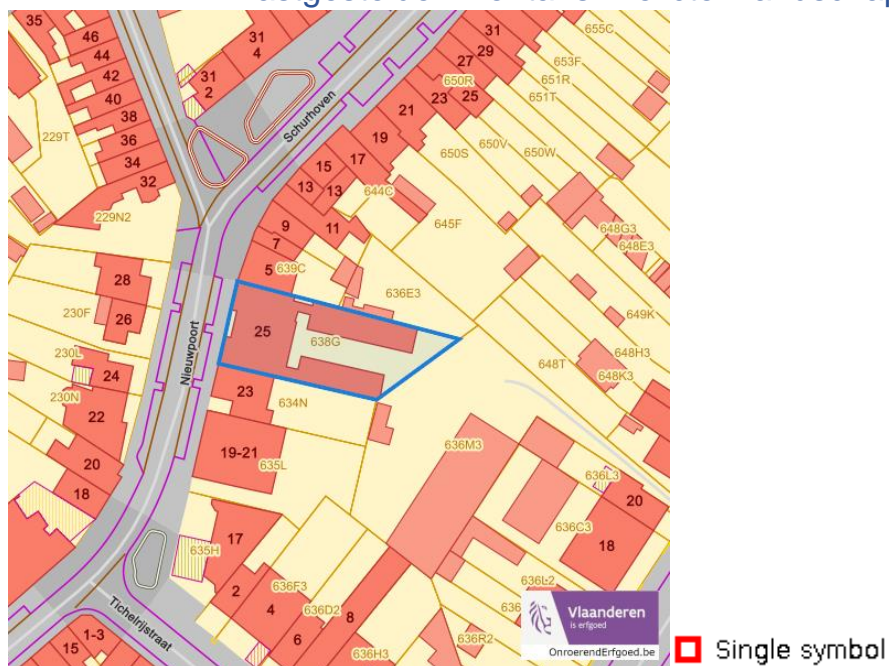 35
46
44
42
40
38
36
34
32
31
4
31
2
Schurhoven
31
29
27
25
23
21
19
17
15
13
13
11
9
7
5
655C
653F
651R
651T
650R
650W
650V
650S
229T
229N2
644C
645F
648G3
648E3
649K
639C
636E3
28
26
230F
230L
24
230N
22
20
18
Nieuwpoort
25
638G
648T
648H3
648K3
23
634N
19-21
635L
636M3
636L3
20
636C3
18
17
635H
2
636F3
4
636D2
8
6
636H3
636L2
636
636R2
Tichelrijstraat
1-3
15
Vlaanderen
is erfgoed
OnroerendErfgoed.be
Single symbol